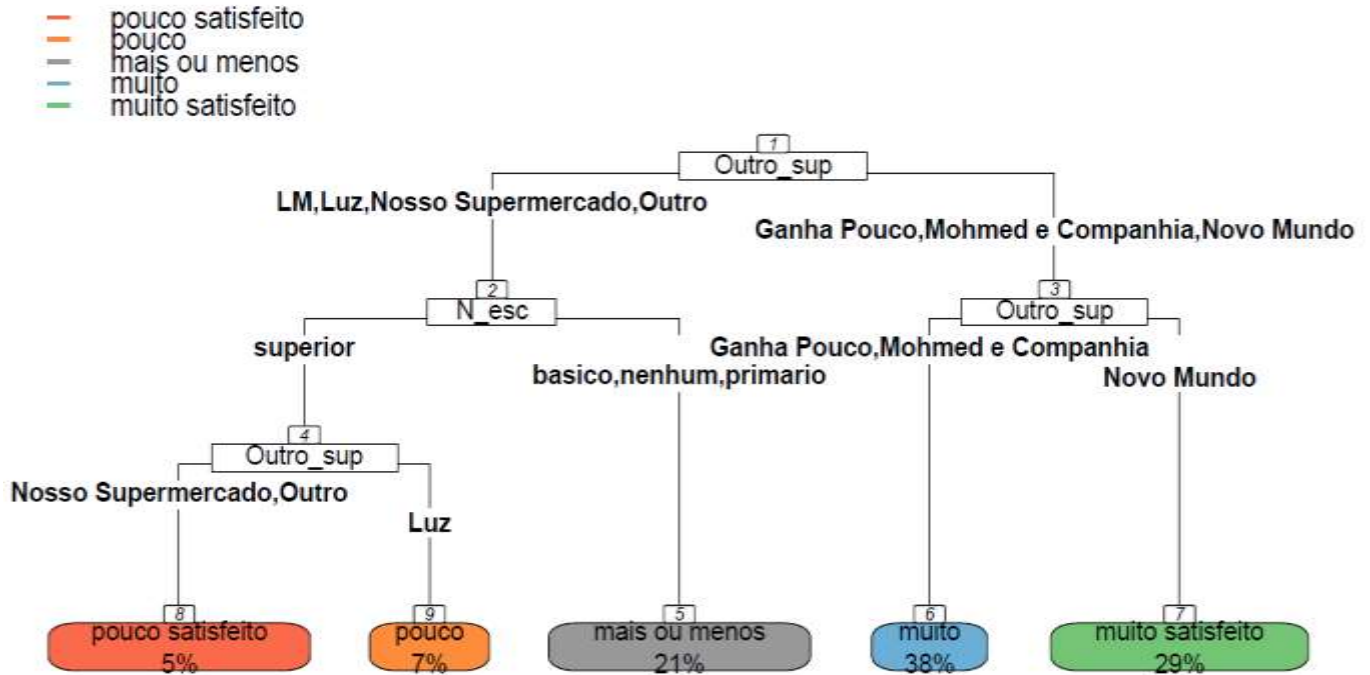 pouco satisfeito
pouco
mais ou menos
muito
muito satisfeito
1
Outro_sup
LM,Luz,Nosso Supermercado,Outro
Ganha Pouco,Mohmed e Companhia,Novo Mundo
2
N_esc
3
Outro_sup
superior
basico,nenhum,primario
Ganha Pouco,Mohmed e Companhia
Novo Mundo
4
Outro_sup
Nosso Supermercado,Outro
Luz
8
pouco satisfeito
5%
9
pouco
7%
5
mais ou menos
21%
6
muito
38%
7
muito satisfeito
29%